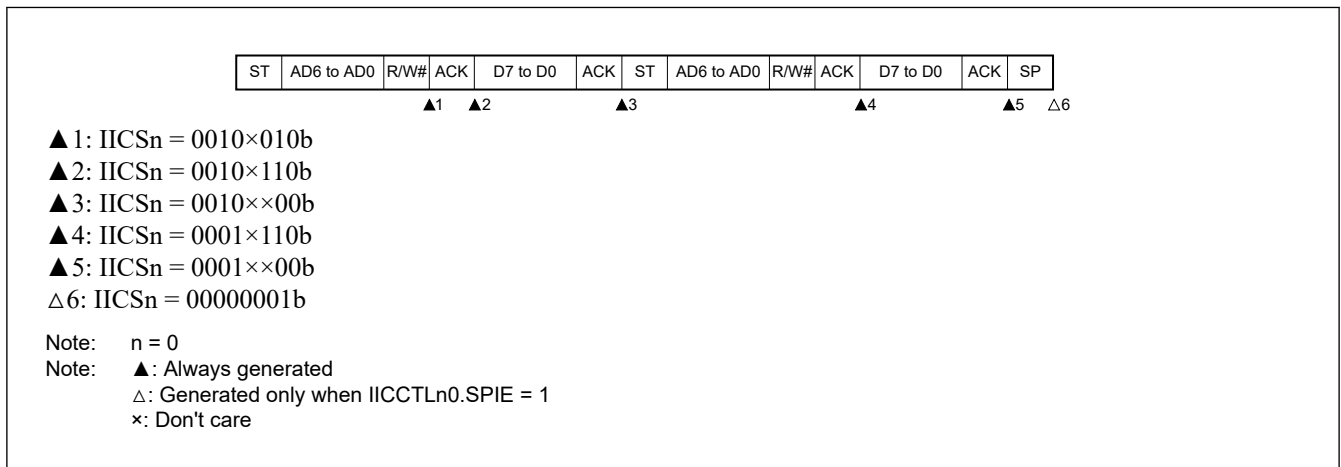 ST AD6 to AD0 R/W# ACK D7 to D0 ACK ST AD6 to AD0 R/W# ACK D7 to D0 ACK SP
▲1 ▲2 ▲3 ▲4 ▲5 △6
▲1: IICSn = 0010×010b
▲2: IICSn = 0010×110b
▲3: IICSn = 0010××00b
▲4: IICSn = 0001×110b
▲5: IICSn = 0001××00b
△6: IICSn = 00000001b
Note: n = 0
Note: ▲: Always generated
△: Generated only when IICCTLn0.SPIE = 1
×: Don't care